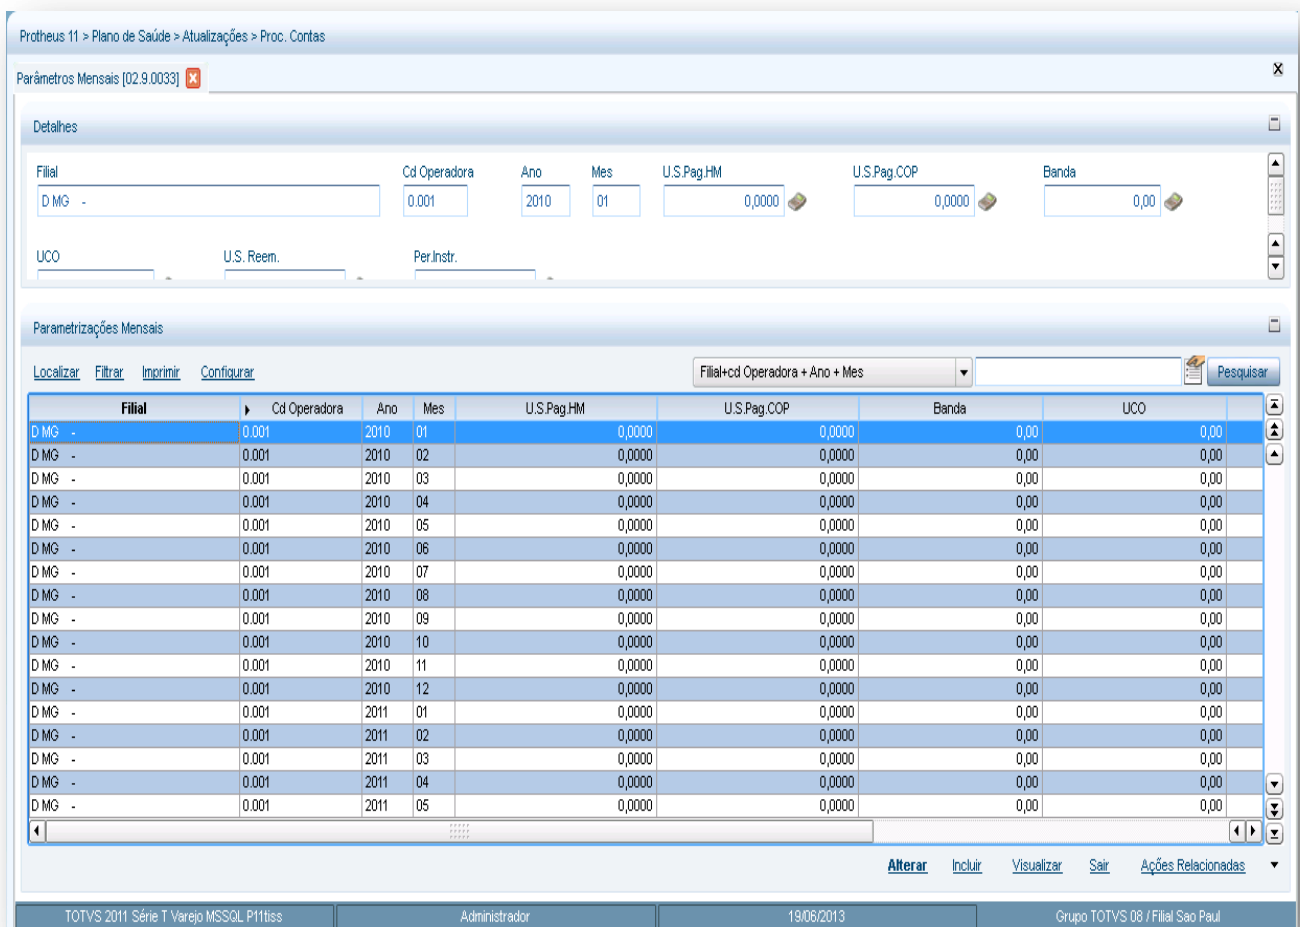 Protheus 11 > Plano de Saúde > Atualizações > Proc. Contas
Parâmetros Mensais [02.9.0033]
Detalhes
Filial Cd Operadora Ano Mes U.S.Pag.HM U.S.Pag.COP Banda
D MG - 0.001 2010 01 0,0000 0,0000 0,00
UCO U.S. Reem. Per.Instr.
Parametrizações Mensais
Localizar Filtrar Imprimir Configurar Filial+cd Operadora + Ano + Mes Pesquisar
Filial Cd Operadora Ano Mes U.S.Pag.HM U.S.Pag.COP Banda UCO
D MG - 0.001 2010 01 0,0000 0,0000 0,00 0,00
D MG - 0.001 2010 02 0,0000 0,0000 0,00 0,00
D MG - 0.001 2010 03 0,0000 0,0000 0,00 0,00
D MG - 0.001 2010 04 0,0000 0,0000 0,00 0,00
D MG - 0.001 2010 05 0,0000 0,0000 0,00 0,00
D MG - 0.001 2010 06 0,0000 0,0000 0,00 0,00
D MG - 0.001 2010 07 0,0000 0,0000 0,00 0,00
D MG - 0.001 2010 08 0,0000 0,0000 0,00 0,00
D MG - 0.001 2010 09 0,0000 0,0000 0,00 0,00
D MG - 0.001 2010 10 0,0000 0,0000 0,00 0,00
D MG - 0.001 2010 11 0,0000 0,0000 0,00 0,00
D MG - 0.001 2010 12 0,0000 0,0000 0,00 0,00
D MG - 0.001 2011 01 0,0000 0,0000 0,00 0,00
D MG - 0.001 2011 02 0,0000 0,0000 0,00 0,00
D MG - 0.001 2011 03 0,0000 0,0000 0,00 0,00
D MG - 0.001 2011 04 0,0000 0,0000 0,00 0,00
D MG - 0.001 2011 05 0,0000 0,0000 0,00 0,00
Alterar Incluir Visualizar Sair Ações Relacionadas
TOTVS 2011 Série T Varejo MSSQL P11tiss Administrador 19/06/2013 Grupo TOTVS 08 / Filial Sao Paul